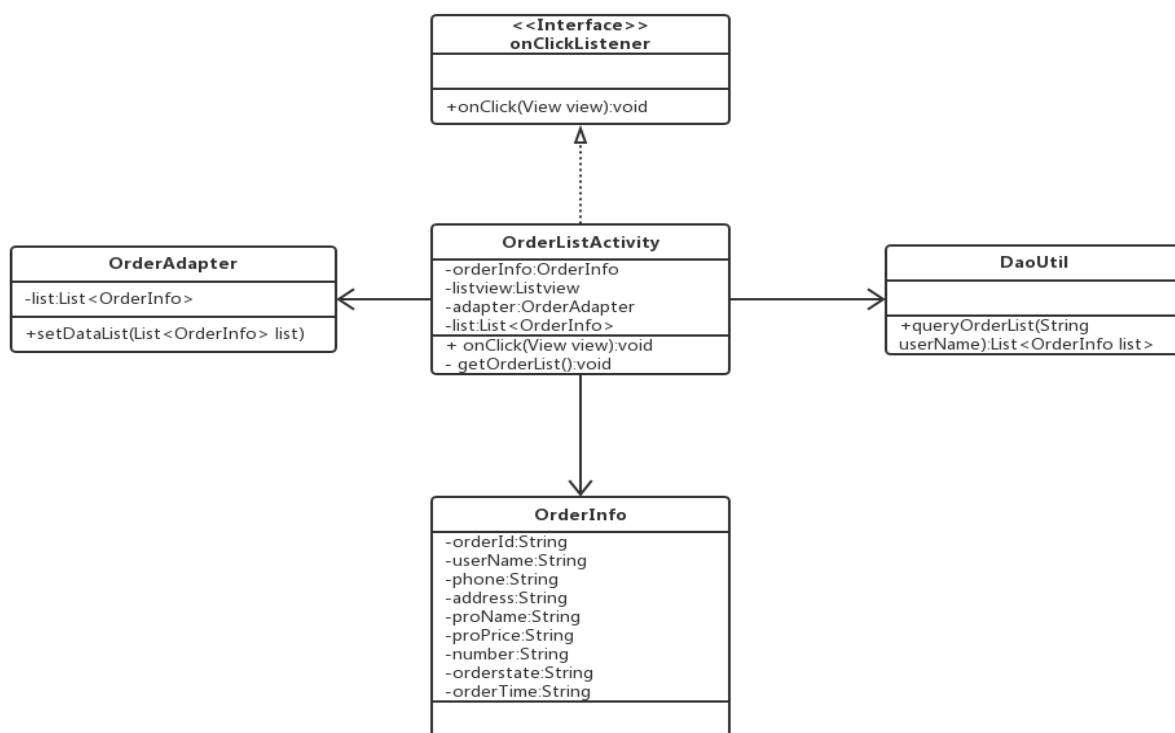 <<Interface>>
onClickListener
+onClick(View view):void
OrderListActivity
-orderInfo:OrderInfo
-listview:Listview
-adapter:OrderAdapter
-list:List<OrderInfo>
+ onClick(View view):void
- getOrderList():void
OrderAdapter
-list:List<OrderInfo>
+setDataList(List<OrderInfo> list)
DaoUtil
+queryOrderList(String
userName):List<OrderInfo list>
OrderInfo
-orderId:String
-userName:String
-phone:String
-address:String
-proName:String
-proPrice:String
-number:String
-orderstate:String
-orderTime:String